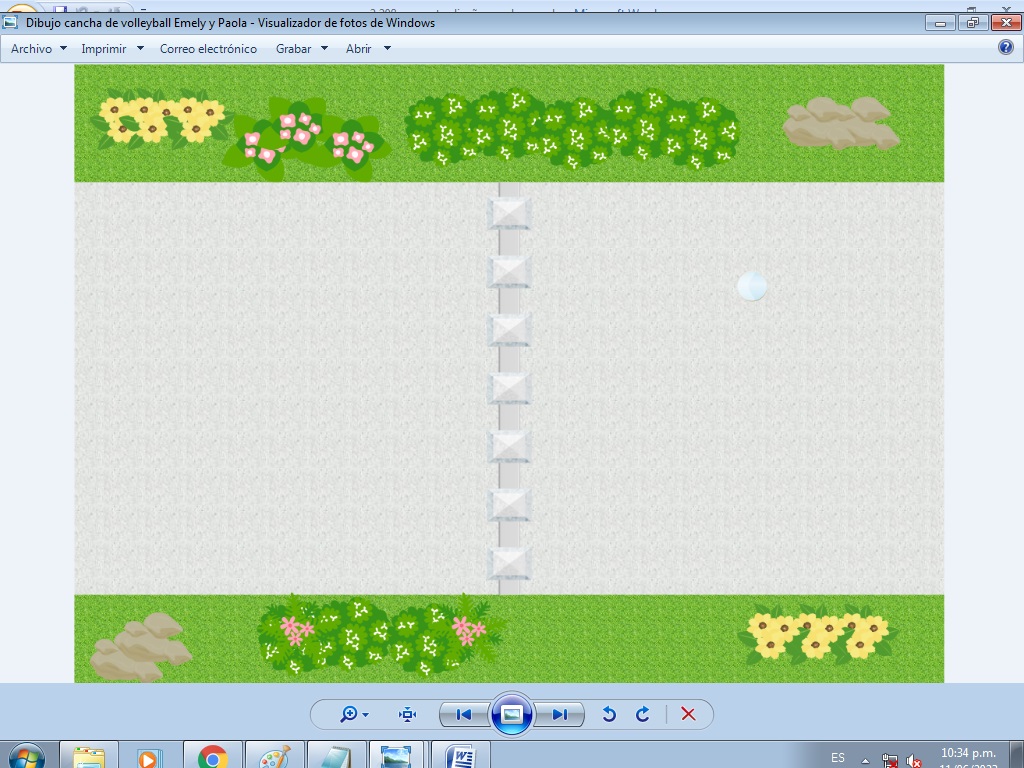 Dibujo cancha de volleyball Emely y Paola - Visualizador de fotos de Windows
Archivo Imprimir Correo electrónico Grabar Abrir
ES
10:34 p.m.